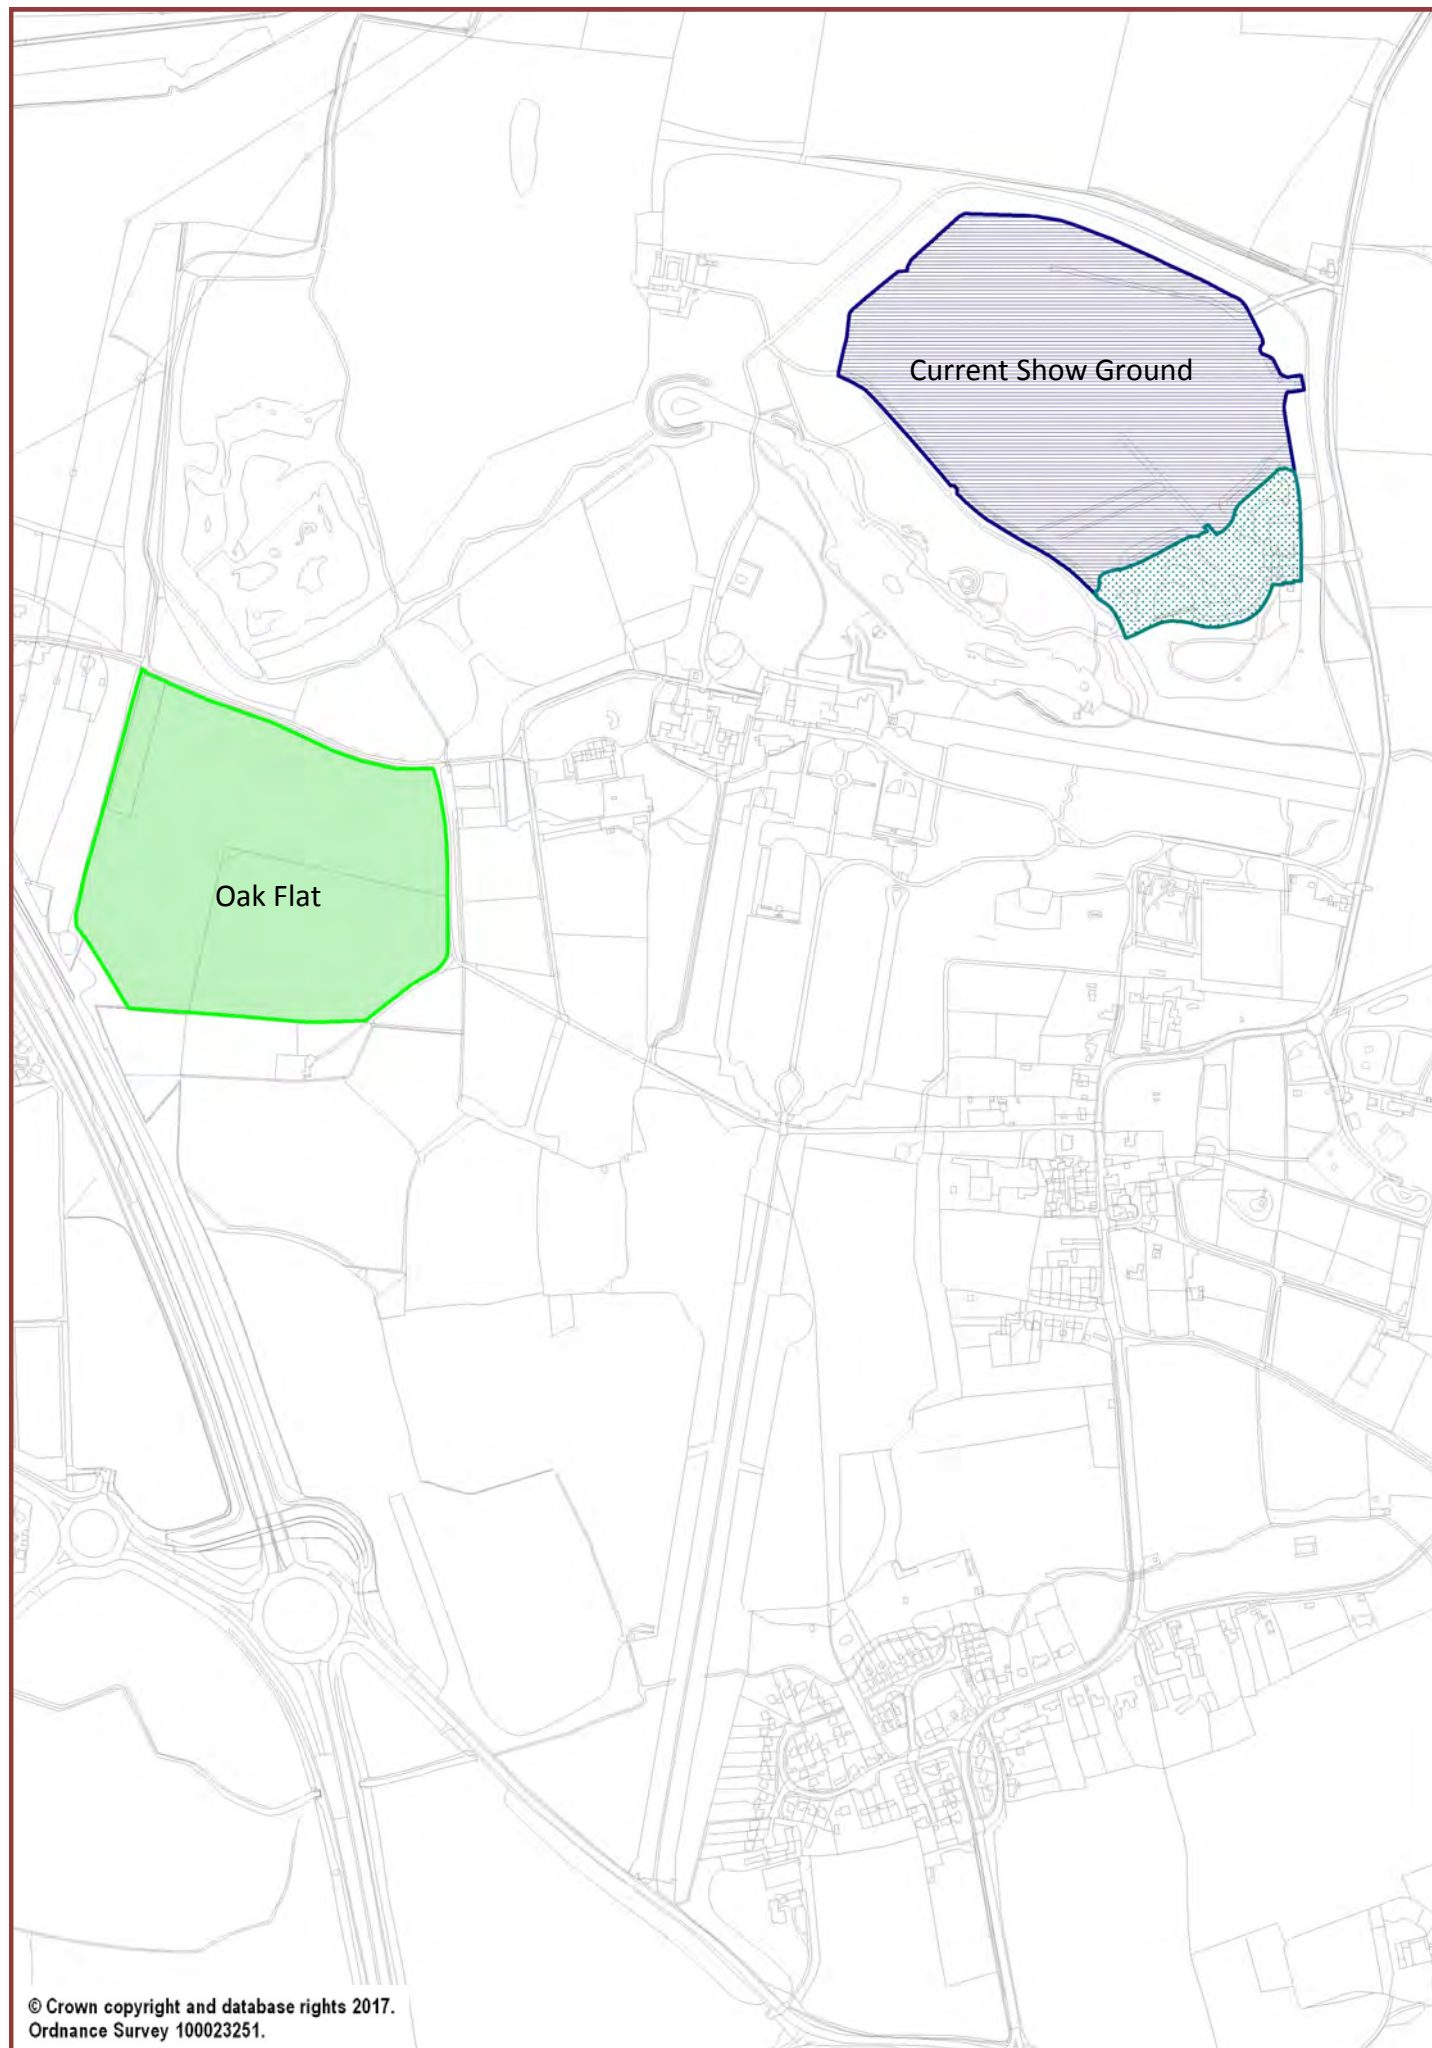 Current Show Ground
Oak Flat
© Crown copyright and database rights 2017.
Ordnance Survey 100023251.